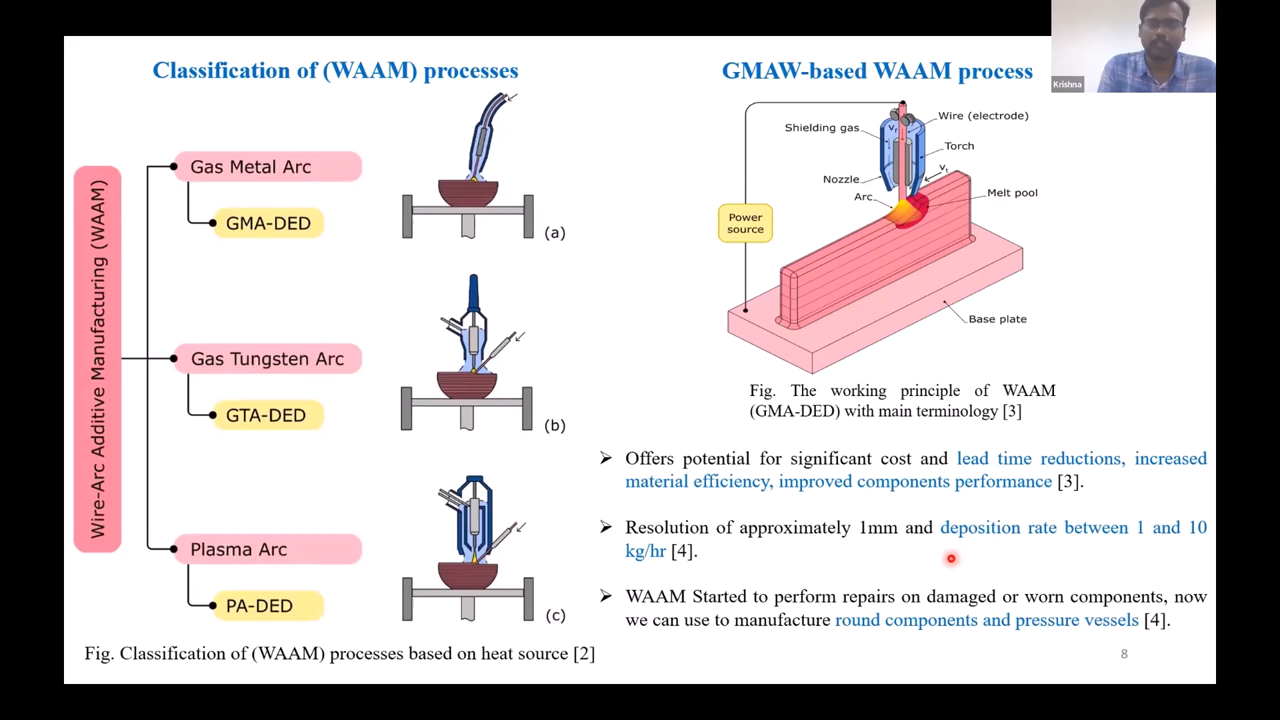 Classification of (WAAM) processes
Wire-Arc Additive Manufacturing (WAAM)
Gas Metal Arc
GMA-DED
(a)
Gas Tungsten Arc
GTA-DED
(b)
Plasma Arc
PA-DED
(c)
Fig. Classification of (WAAM) processes based on heat source [2]
GMAW-based WAAM process
Krishna
Shielding gas
Wire (electrode)
Vf
Torch
Nozzle
Vt
Arc
Melt pool
Power
source
Base plate
Fig. The working principle of WAAM
(GMA-DED) with main terminology [3]
➢ Offers potential for significant cost and lead time reductions, increased
material efficiency, improved components performance [3].
➢ Resolution of approximately 1mm and deposition rate between 1 and 10
kg/hr [4].
➢ WAAM Started to perform repairs on damaged or worn components, now
we can use to manufacture round components and pressure vessels [4].
8